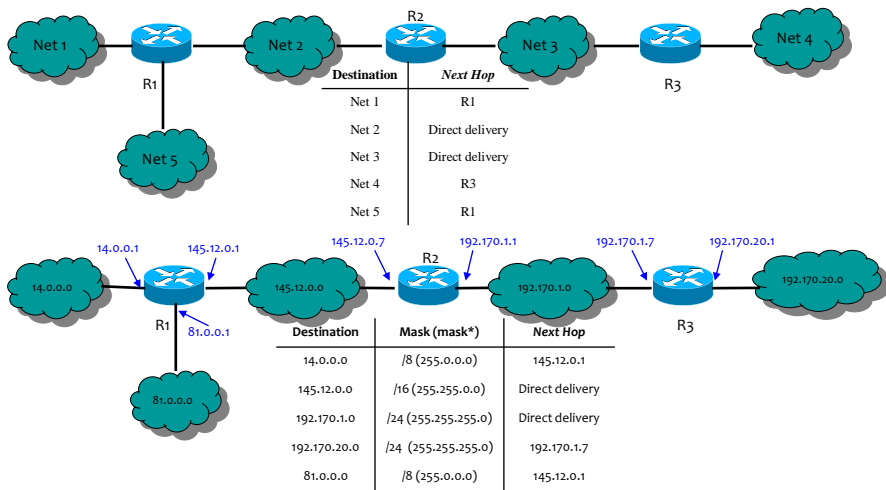 Net 1
Net 2
R2
Net 3
Net 4
R1
R3
Net 5
Destination Next Hop
Net 1 R1
Net 2 Direct delivery
Net 3 Direct delivery
Net 4 R3
Net 5 R1
14.0.0.1
145.12.0.1
145.12.0.7
R2
192.170.1.1
192.170.1.7
192.170.20.1
14.0.0.0
145.12.0.0
192.170.1.0
192.170.20.0
R1
81.0.0.1
R3
81.0.0.0
Destination Mask (mask*) Next Hop
14.0.0.0 /8 (255.0.0.0) 145.12.0.1
145.12.0.0 /16 (255.255.0.0) Direct delivery
192.170.1.0 /24 (255.255.255.0) Direct delivery
192.170.20.0 /24 (255.255.255.0) 192.170.1.7
81.0.0.0 /8 (255.0.0.0) 145.12.0.1